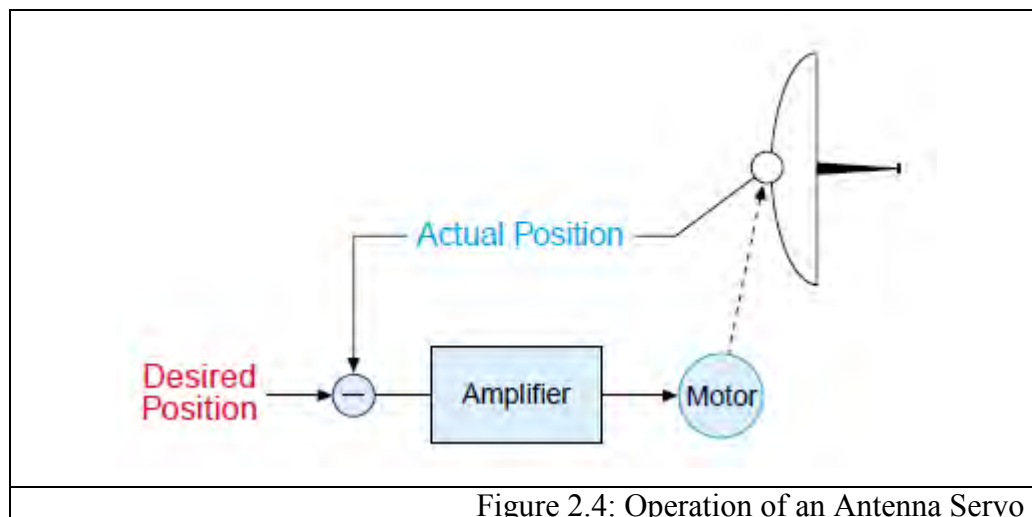 Actual Position
Desired
Position
—
Amplifier
Motor
Figure 2.4: Operation of an Antenna Servo